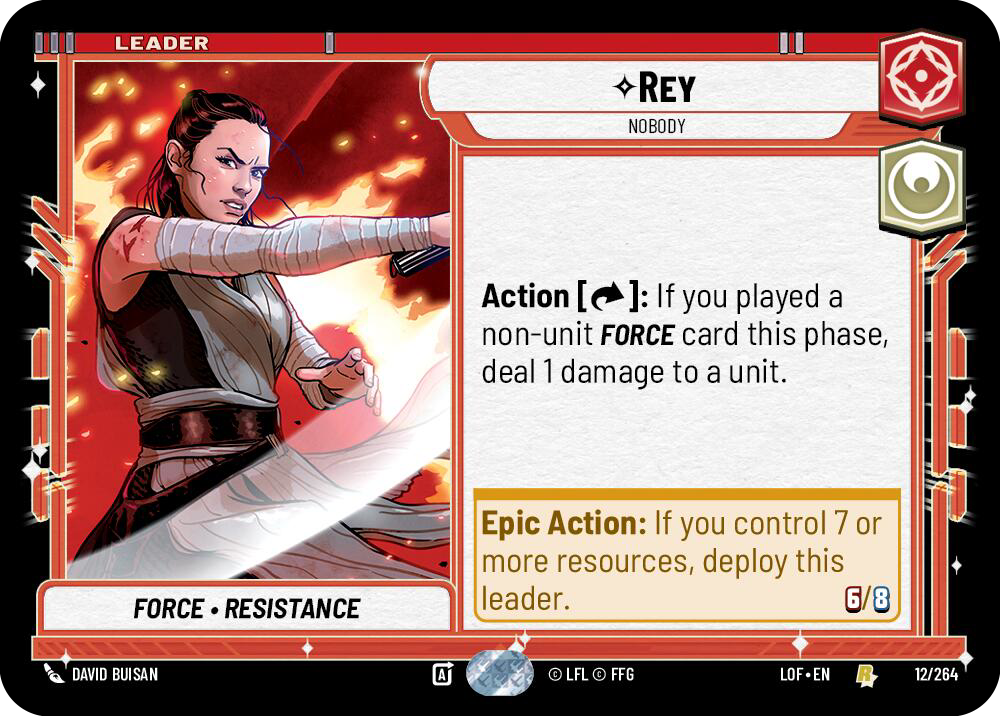 LEADER
✧REY
NOBODY
Action [↷]: If you played a
non-unit FORCE card this phase,
deal 1 damage to a unit.
Epic Action: If you control 7 or
more resources, deploy this
leader.
6/8
FORCE • RESISTANCE
DAVID BUISAN
A
© LFL © FFG
LOF•EN
R
12/264